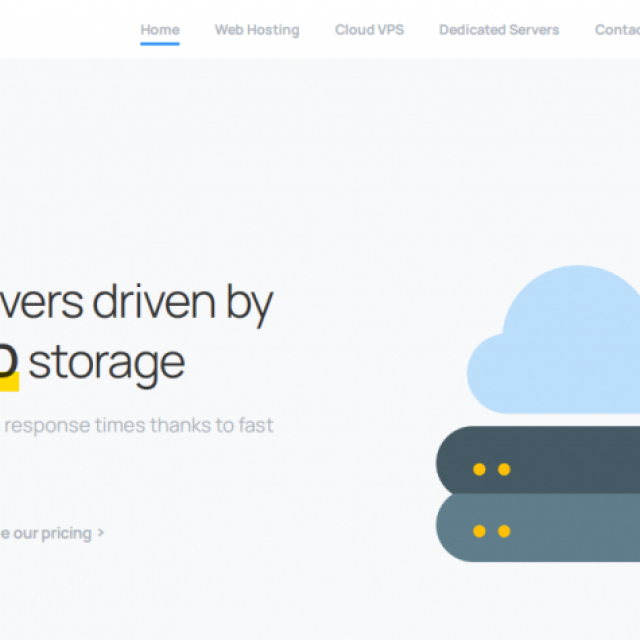 Home Web Hosting Cloud VPS Dedicated Servers Contac
vers driven by
D storage
response times thanks to fast
e our pricing >